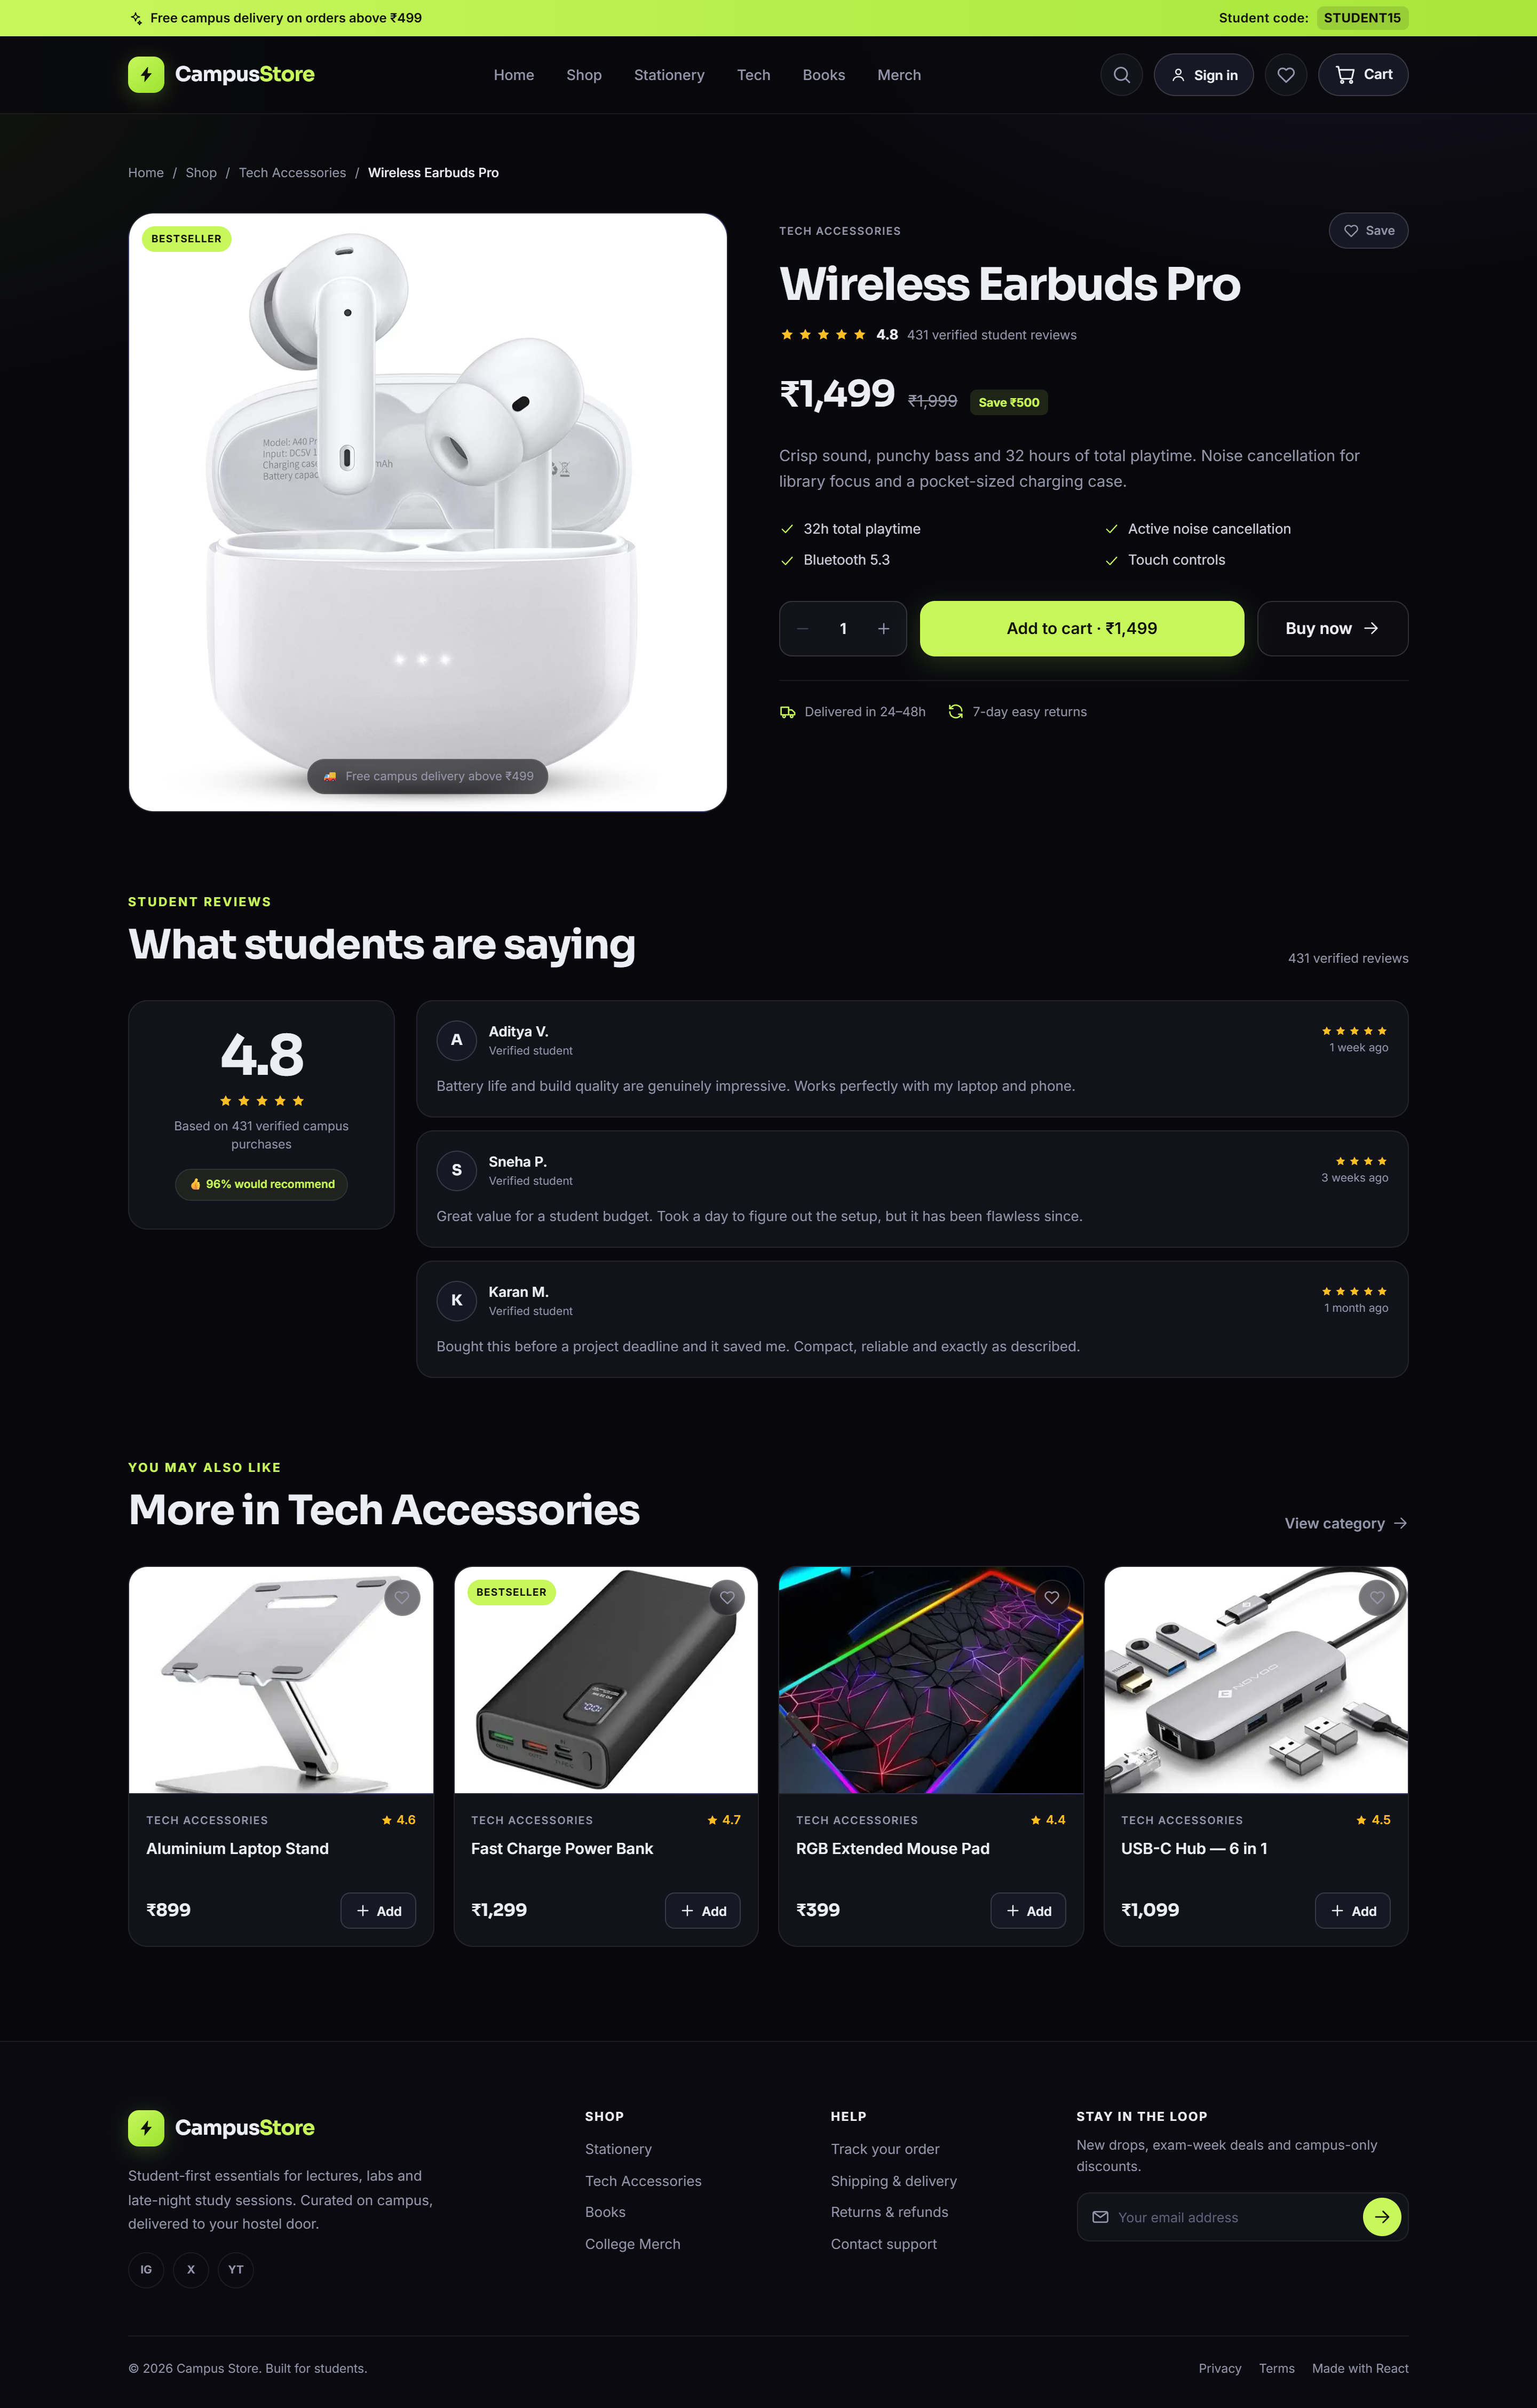 Free campus delivery on orders above ₹499
Student code: STUDENT15
CampusStore
Home Shop Stationery Tech Books Merch
Sign in
Cart
Home / Shop / Tech Accessories / Wireless Earbuds Pro
BESTSELLER
Model: A40 Pr
Input: DC5V 1
Charging case mAh
Battery capac
🚚 Free campus delivery above ₹499
TECH ACCESSORIES
Save
Wireless Earbuds Pro
4.8 431 verified student reviews
₹1,499 ₹1,999 Save ₹500
Crisp sound, punchy bass and 32 hours of total playtime. Noise cancellation for
library focus and a pocket-sized charging case.
32h total playtime
Active noise cancellation
Bluetooth 5.3
Touch controls
1
Add to cart · ₹1,499
Buy now
Delivered in 24–48h
7-day easy returns
STUDENT REVIEWS
What students are saying
431 verified reviews
4.8
Based on 431 verified campus
purchases
👍 96% would recommend
A
Aditya V.
Verified student
1 week ago
Battery life and build quality are genuinely impressive. Works perfectly with my laptop and phone.
S
Sneha P.
Verified student
3 weeks ago
Great value for a student budget. Took a day to figure out the setup, but it has been flawless since.
K
Karan M.
Verified student
1 month ago
Bought this before a project deadline and it saved me. Compact, reliable and exactly as described.
YOU MAY ALSO LIKE
More in Tech Accessories
View category
TECH ACCESSORIES 4.6
Aluminium Laptop Stand
₹899 + Add
BESTSELLER
TECH ACCESSORIES 4.7
Fast Charge Power Bank
₹1,299 + Add
TECH ACCESSORIES 4.4
RGB Extended Mouse Pad
₹399 + Add
NOVOO
TECH ACCESSORIES 4.5
USB-C Hub — 6 in 1
₹1,099 + Add
CampusStore
Student-first essentials for lectures, labs and
late-night study sessions. Curated on campus,
delivered to your hostel door.
IG X YT
SHOP
Stationery
Tech Accessories
Books
College Merch
HELP
Track your order
Shipping & delivery
Returns & refunds
Contact support
STAY IN THE LOOP
New drops, exam-week deals and campus-only
discounts.
Your email address
© 2026 Campus Store. Built for students.
Privacy Terms Made with React